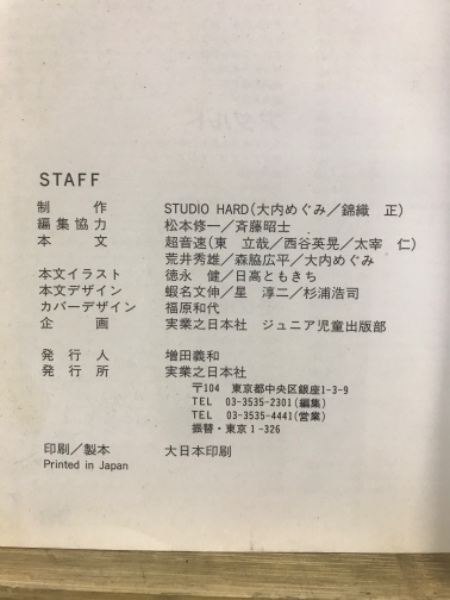 STAFF
制　　作　STUDIO HARD(大内めぐみ／錦織　正)
編集協力　松本修一／斉藤昭士
本　　文　超音速(東　立哉／西谷英晃／太宰　仁)
荒井秀雄／森脇広平／大内めぐみ
本文イラスト　徳永　健／日高ともきち
本文デザイン　蝦名文伸／星　淳二／杉浦浩司
カバーデザイン　福原和代
企　　画　実業之日本社　ジュニア児童出版部
発 行 人　増田義和
発 行 所　実業之日本社
〒104　東京都中央区銀座1-3-9
TEL　03-3535-2301(編集)
TEL　03-3535-4441(営業)
振替・東京1-326
印刷／製本　大日本印刷
Printed in Japan